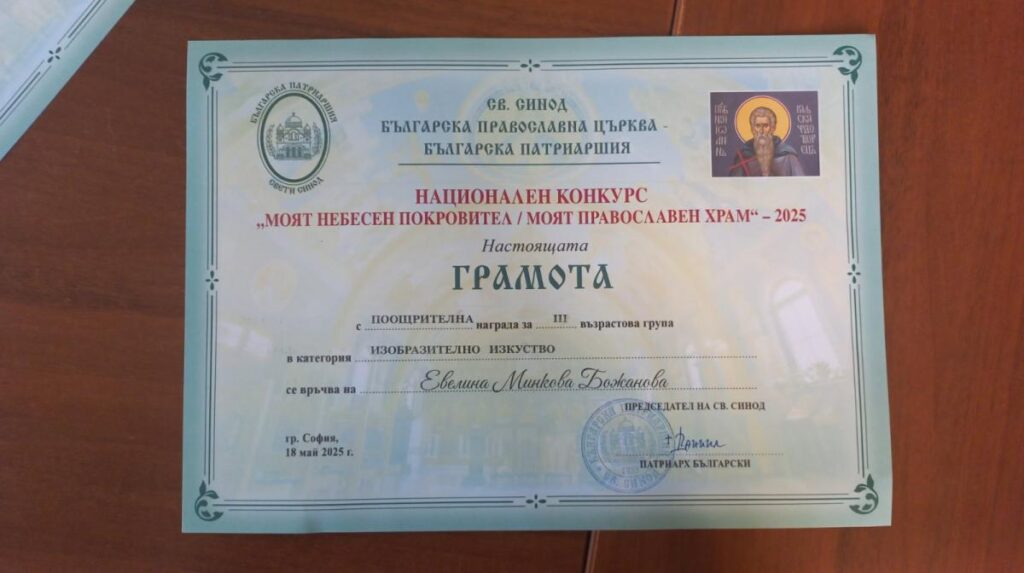 БЪЛГАРСКА ПАТРИАРШИЯ
СВЕТИ СИНОД
СВ. СИНОД
БЪЛГАРСКА ПРАВОСЛАВНА ЦЪРКВА -
БЪЛГАРСКА ПАТРИАРШИЯ
НАЦИОНАЛЕН КОНКУРС
„МОЯТ НЕБЕСЕН ПОКРОВИТЕЛ / МОЯТ ПРАВОСЛАВЕН ХРАМ“ – 2025
Настоящата
ГРАМОТА
с ПООЩРИТЕЛНА награда за III възрастова група
в категория ИЗОБРАЗИТЕЛНО ИЗКУСТВО
се връчва на Евелина Минкова Божанова
ПРЕДСЕДАТЕЛ НА СВ. СИНОД
гр. София,
18 май 2025 г.
† Даниил
ПАТРИАРХ БЪЛГАРСКИ